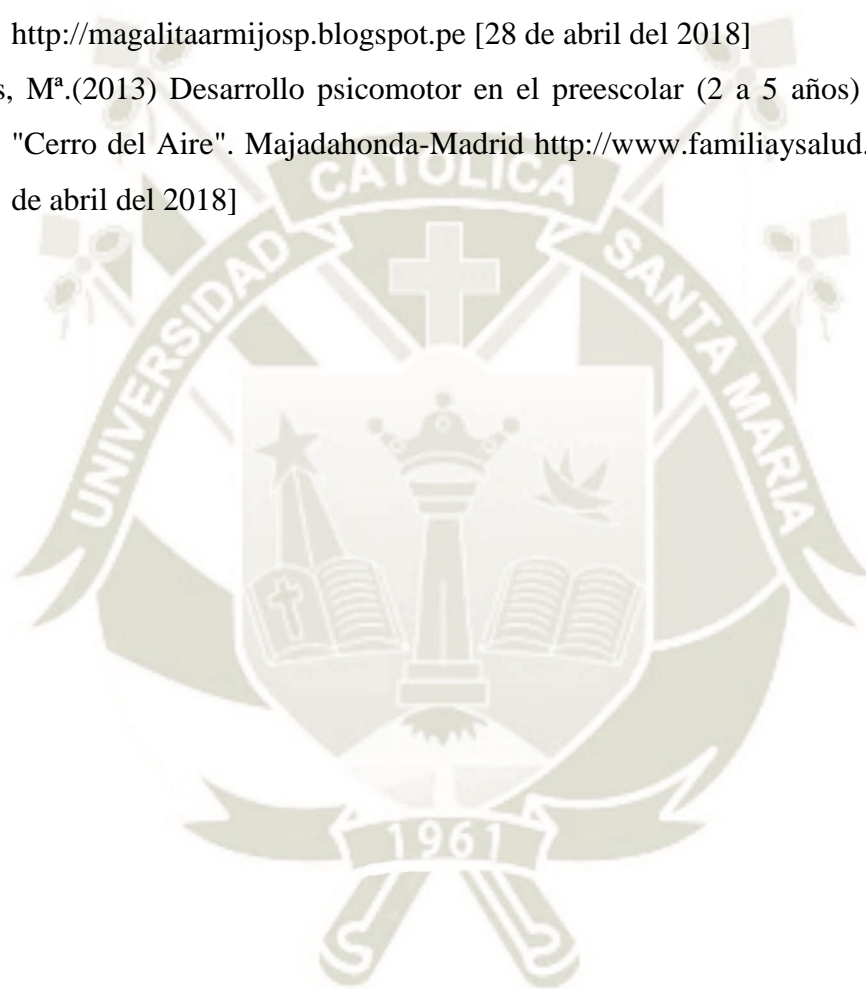 http://magalitaarmijosp.blogspot.pe [28 de abril del 2018]
s, Mª.(2013) Desarrollo psicomotor en el preescolar (2 a 5 años)
"Cerro del Aire". Majadahonda-Madrid http://www.familiaysalud.
de abril del 2018]
UNIVERSIDAD CATOLICA SANTA MARIA
1961